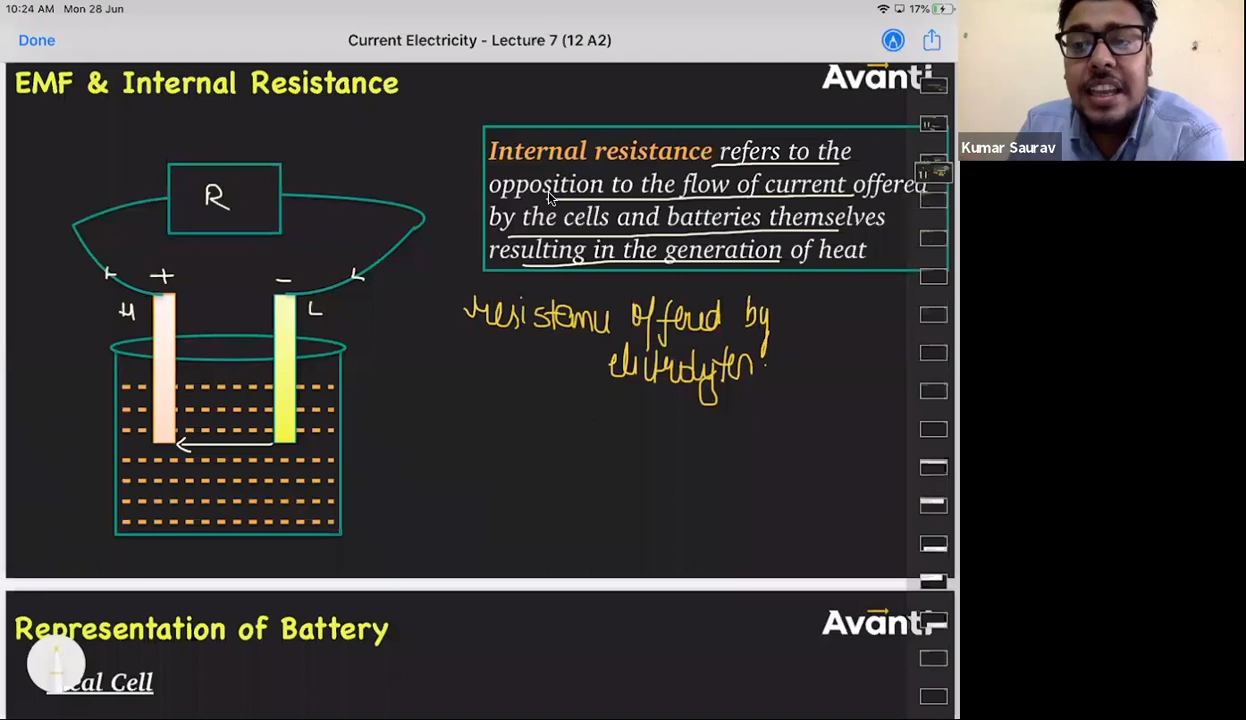 10:24 AM Mon 28 Jun
17%
Done
Current Electricity - Lecture 7 (12 A2)
EMF & Internal Resistance
Avanti
Internal resistance refers to the
opposition to the flow of current offered
by the cells and batteries themselves
resulting in the generation of heat
R
+
-
H
L
resistance offered by
electrolyten.
Kumar Saurav
Representation of Battery
Avanti
Cell